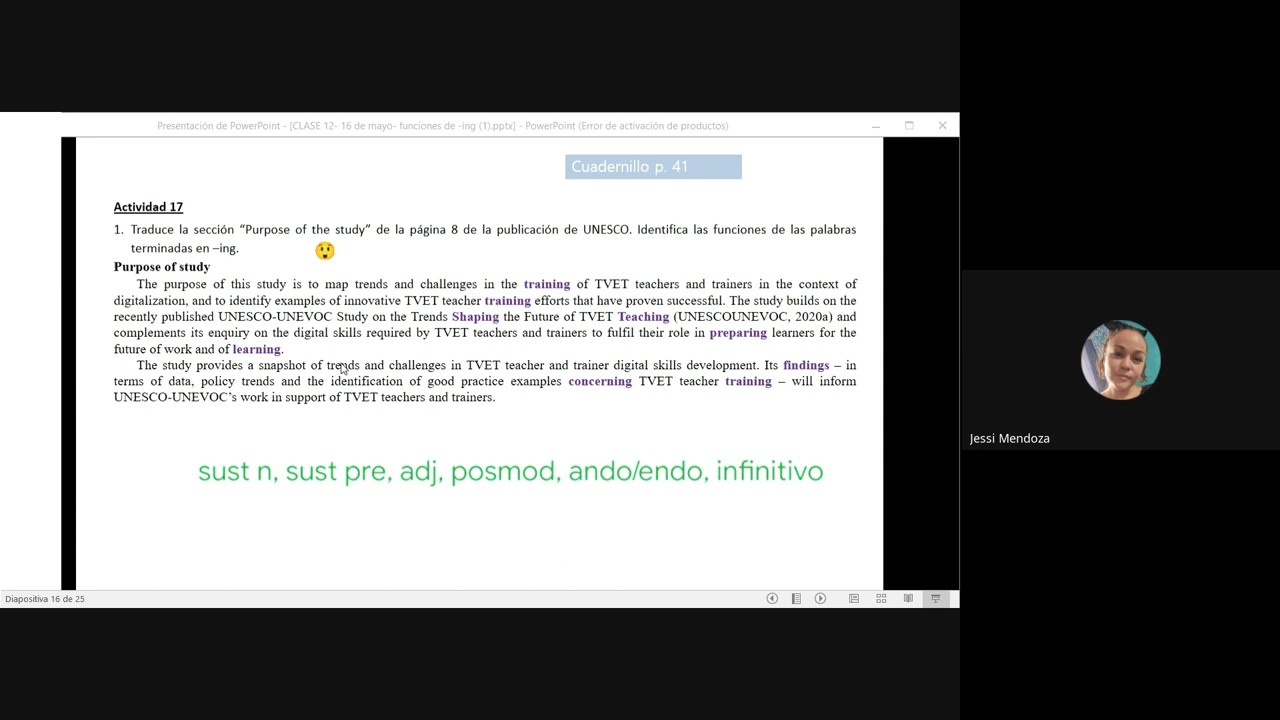 Presentación de PowerPoint - [CLASE 12- 16 de mayo- funciones de -ing (1).pptx] - PowerPoint (Error de activación de productos)
Cuadernillo p. 41
Actividad 17
1. Traduce la sección “Purpose of the study” de la página 8 de la publicación de UNESCO. Identifica las funciones de las palabras
terminadas en –ing.
Purpose of study
The purpose of this study is to map trends and challenges in the training of TVET teachers and trainers in the context of
digitalization, and to identify examples of innovative TVET teacher training efforts that have proven successful. The study builds on the
recently published UNESCO-UNEVOC Study on the Trends Shaping the Future of TVET Teaching (UNESCOUNEVOC, 2020a) and
complements its enquiry on the digital skills required by TVET teachers and trainers to fulfil their role in preparing learners for the
future of work and of learning.
The study provides a snapshot of trends and challenges in TVET teacher and trainer digital skills development. Its findings – in
terms of data, policy trends and the identification of good practice examples concerning TVET teacher training – will inform
UNESCO-UNEVOC’s work in support of TVET teachers and trainers.
sust n, sust pre, adj, posmod, ando/endo, infinitivo
Jessi Mendoza
Diapositiva 16 de 25